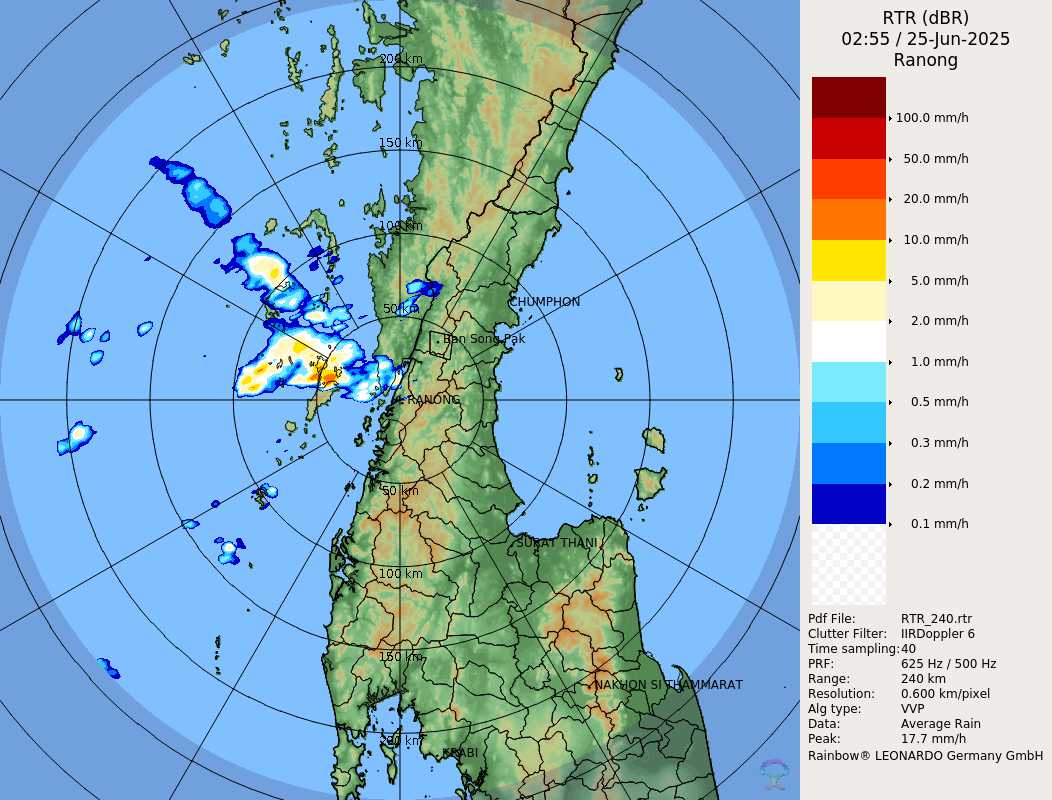 RTR (dBR)
02:55 / 25-Jun-2025
Ranong
100.0 mm/h
50.0 mm/h
20.0 mm/h
10.0 mm/h
5.0 mm/h
2.0 mm/h
1.0 mm/h
0.5 mm/h
0.3 mm/h
0.2 mm/h
0.1 mm/h
Pdf File: RTR_240.rtr
Clutter Filter: IIRDoppler 6
Time sampling:40
PRF: 625 Hz / 500 Hz
Range: 240 km
Resolution: 0.600 km/pixel
Alg type: VVP
Data: Average Rain
Peak: 17.7 mm/h
Rainbow® LEONARDO Germany GmbH
200 km
150 km
100 km
50 km
CHUMPHON
Ban Song Pak
RANONG
50 km
SURAT THANI
100 km
150 km
NAKHON SI THAMMARAT
200 km
KRABI